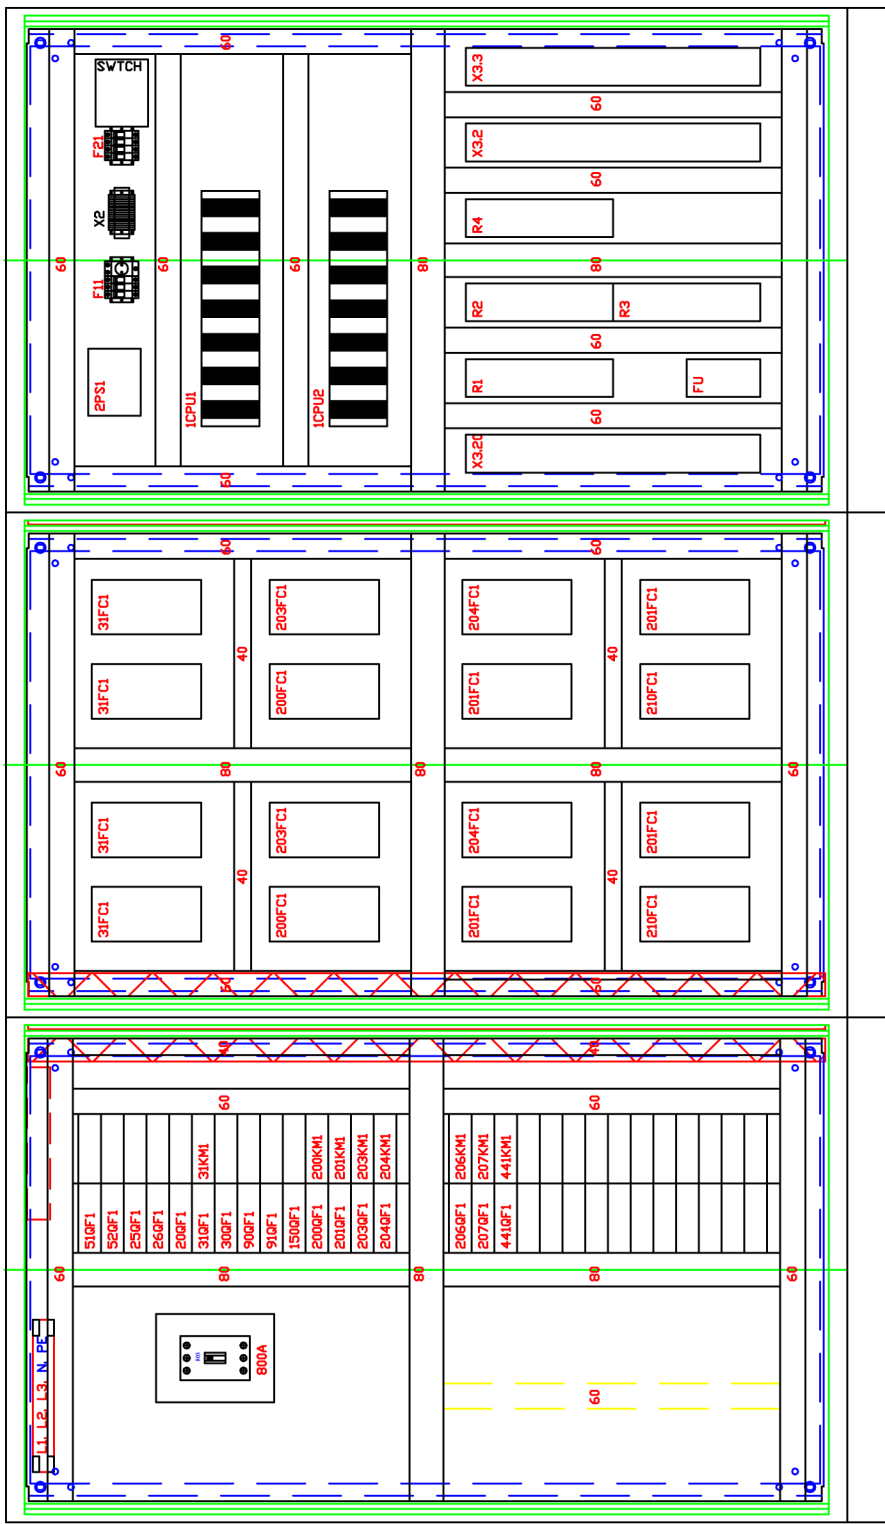 60
SWTCH
F21
X2
F11
2PS1
60
60
60
80
1CPU1
1CPU2
60
X3.3
60
X3.2
60
R4
80
R2
R3
60
R1
FU
60
X3.20
60
60
31FC1
203FC1
204FC1
201FC1
40
40
31FC1
200FC1
201FC1
210FC1
60
80
80
80
60
31FC1
203FC1
204FC1
201FC1
40
40
31FC1
200FC1
201FC1
210FC1
40
40
60
60
31KM1
200KM1
201KM1
203KM1
204KM1
206KM1
207KM1
441KM1
51QF1
52QF1
25QF1
26QF1
20QF1
31QF1
30QF1
90QF1
91QF1
150QF1
200QF1
201QF1
203QF1
204QF1
206QF1
207QF1
441QF1
60
80
80
80
60
L1, L2, L3, N, PE
800A
60